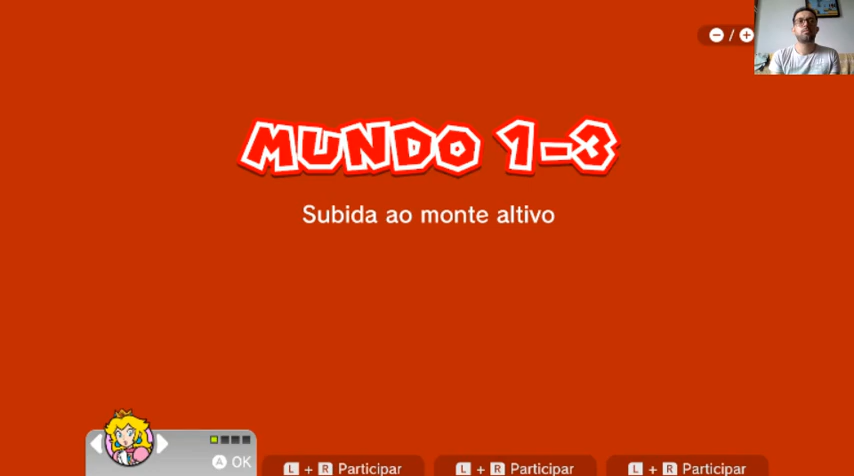 - / +
MUNDO 1-3
Subida ao monte altivo
A OK
L + R Participar
L + R Participar
L + R Participar